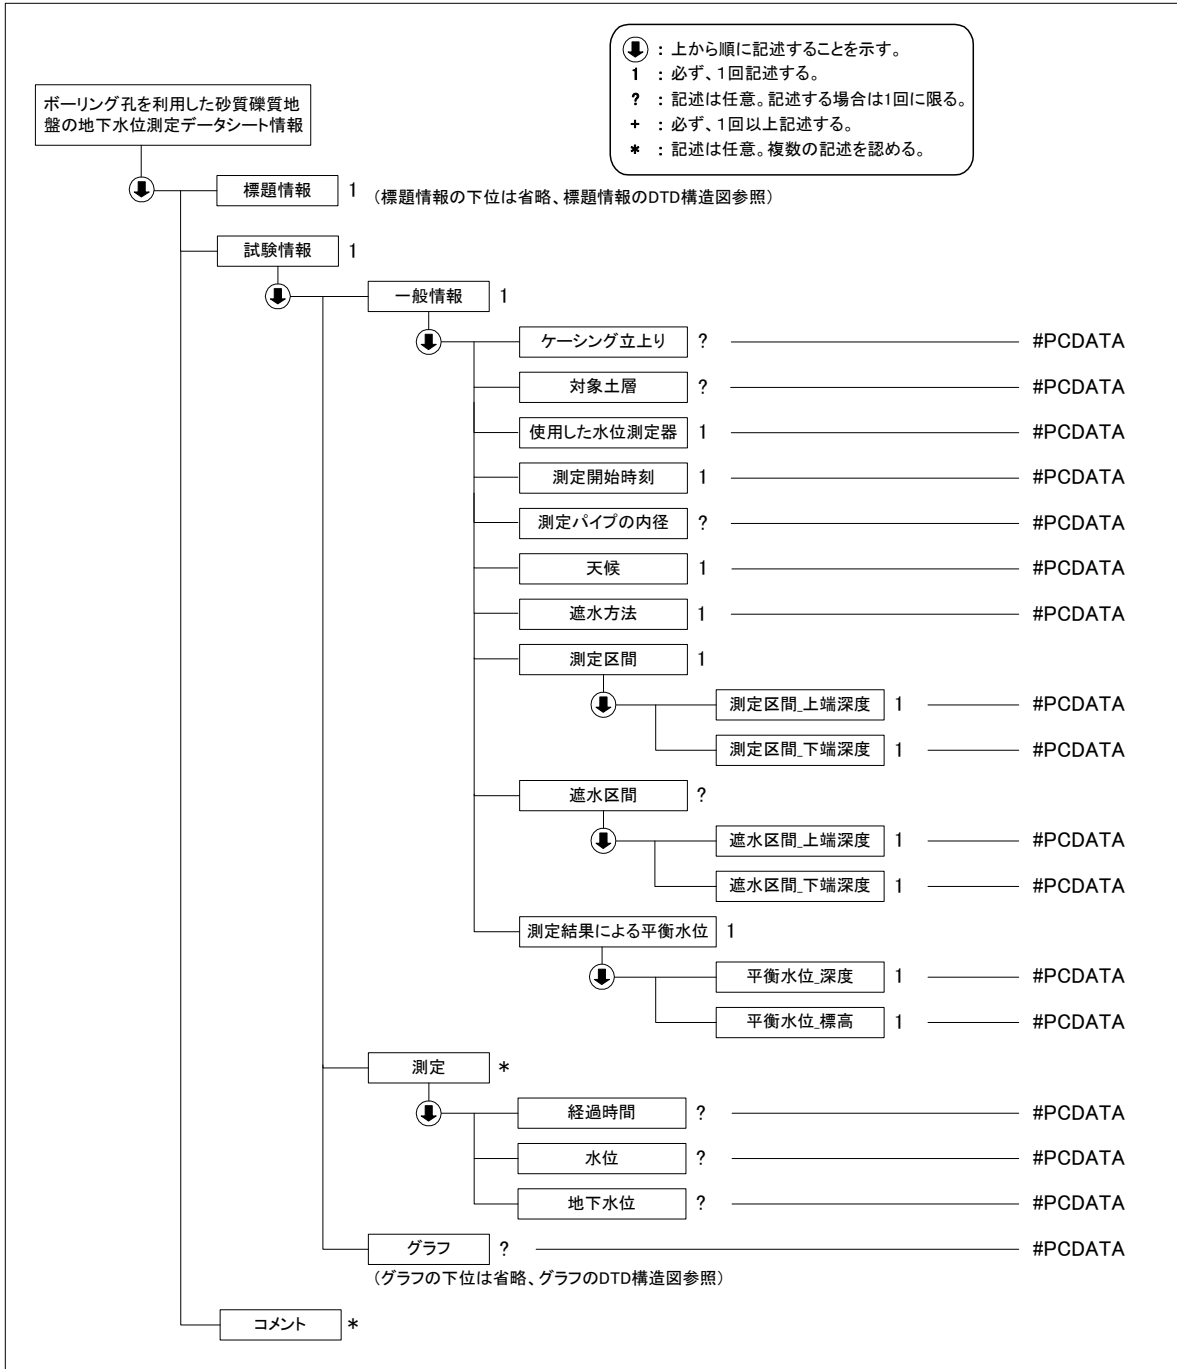 ：上から順に記述することを示す。
1 ：必ず、1回記述する。
? ：記述は任意。記述する場合は1回に限る。
+ ：必ず、1回以上記述する。
* ：記述は任意。複数の記述を認める。
ボーリング孔を利用した砂質礫質地
盤の地下水位測定データシート情報
標題情報 1 （標題情報の下位は省略、標題情報のDTD構造図参照）
試験情報 1
一般情報 1
ケーシング立上り ? #PCDATA
対象土層 ? #PCDATA
使用した水位測定器 1 #PCDATA
測定開始時刻 1 #PCDATA
測定パイプの内径 ? #PCDATA
天候 1 #PCDATA
遮水方法 1 #PCDATA
測定区間 1
測定区間_上端深度 1 #PCDATA
測定区間_下端深度 1 #PCDATA
遮水区間 ?
遮水区間_上端深度 1 #PCDATA
遮水区間_下端深度 1 #PCDATA
測定結果による平衡水位 1
平衡水位_深度 1 #PCDATA
平衡水位_標高 1 #PCDATA
測定 *
経過時間 ? #PCDATA
水位 ? #PCDATA
地下水位 ? #PCDATA
グラフ ? #PCDATA
（グラフの下位は省略、グラフのDTD構造図参照）
コメント *